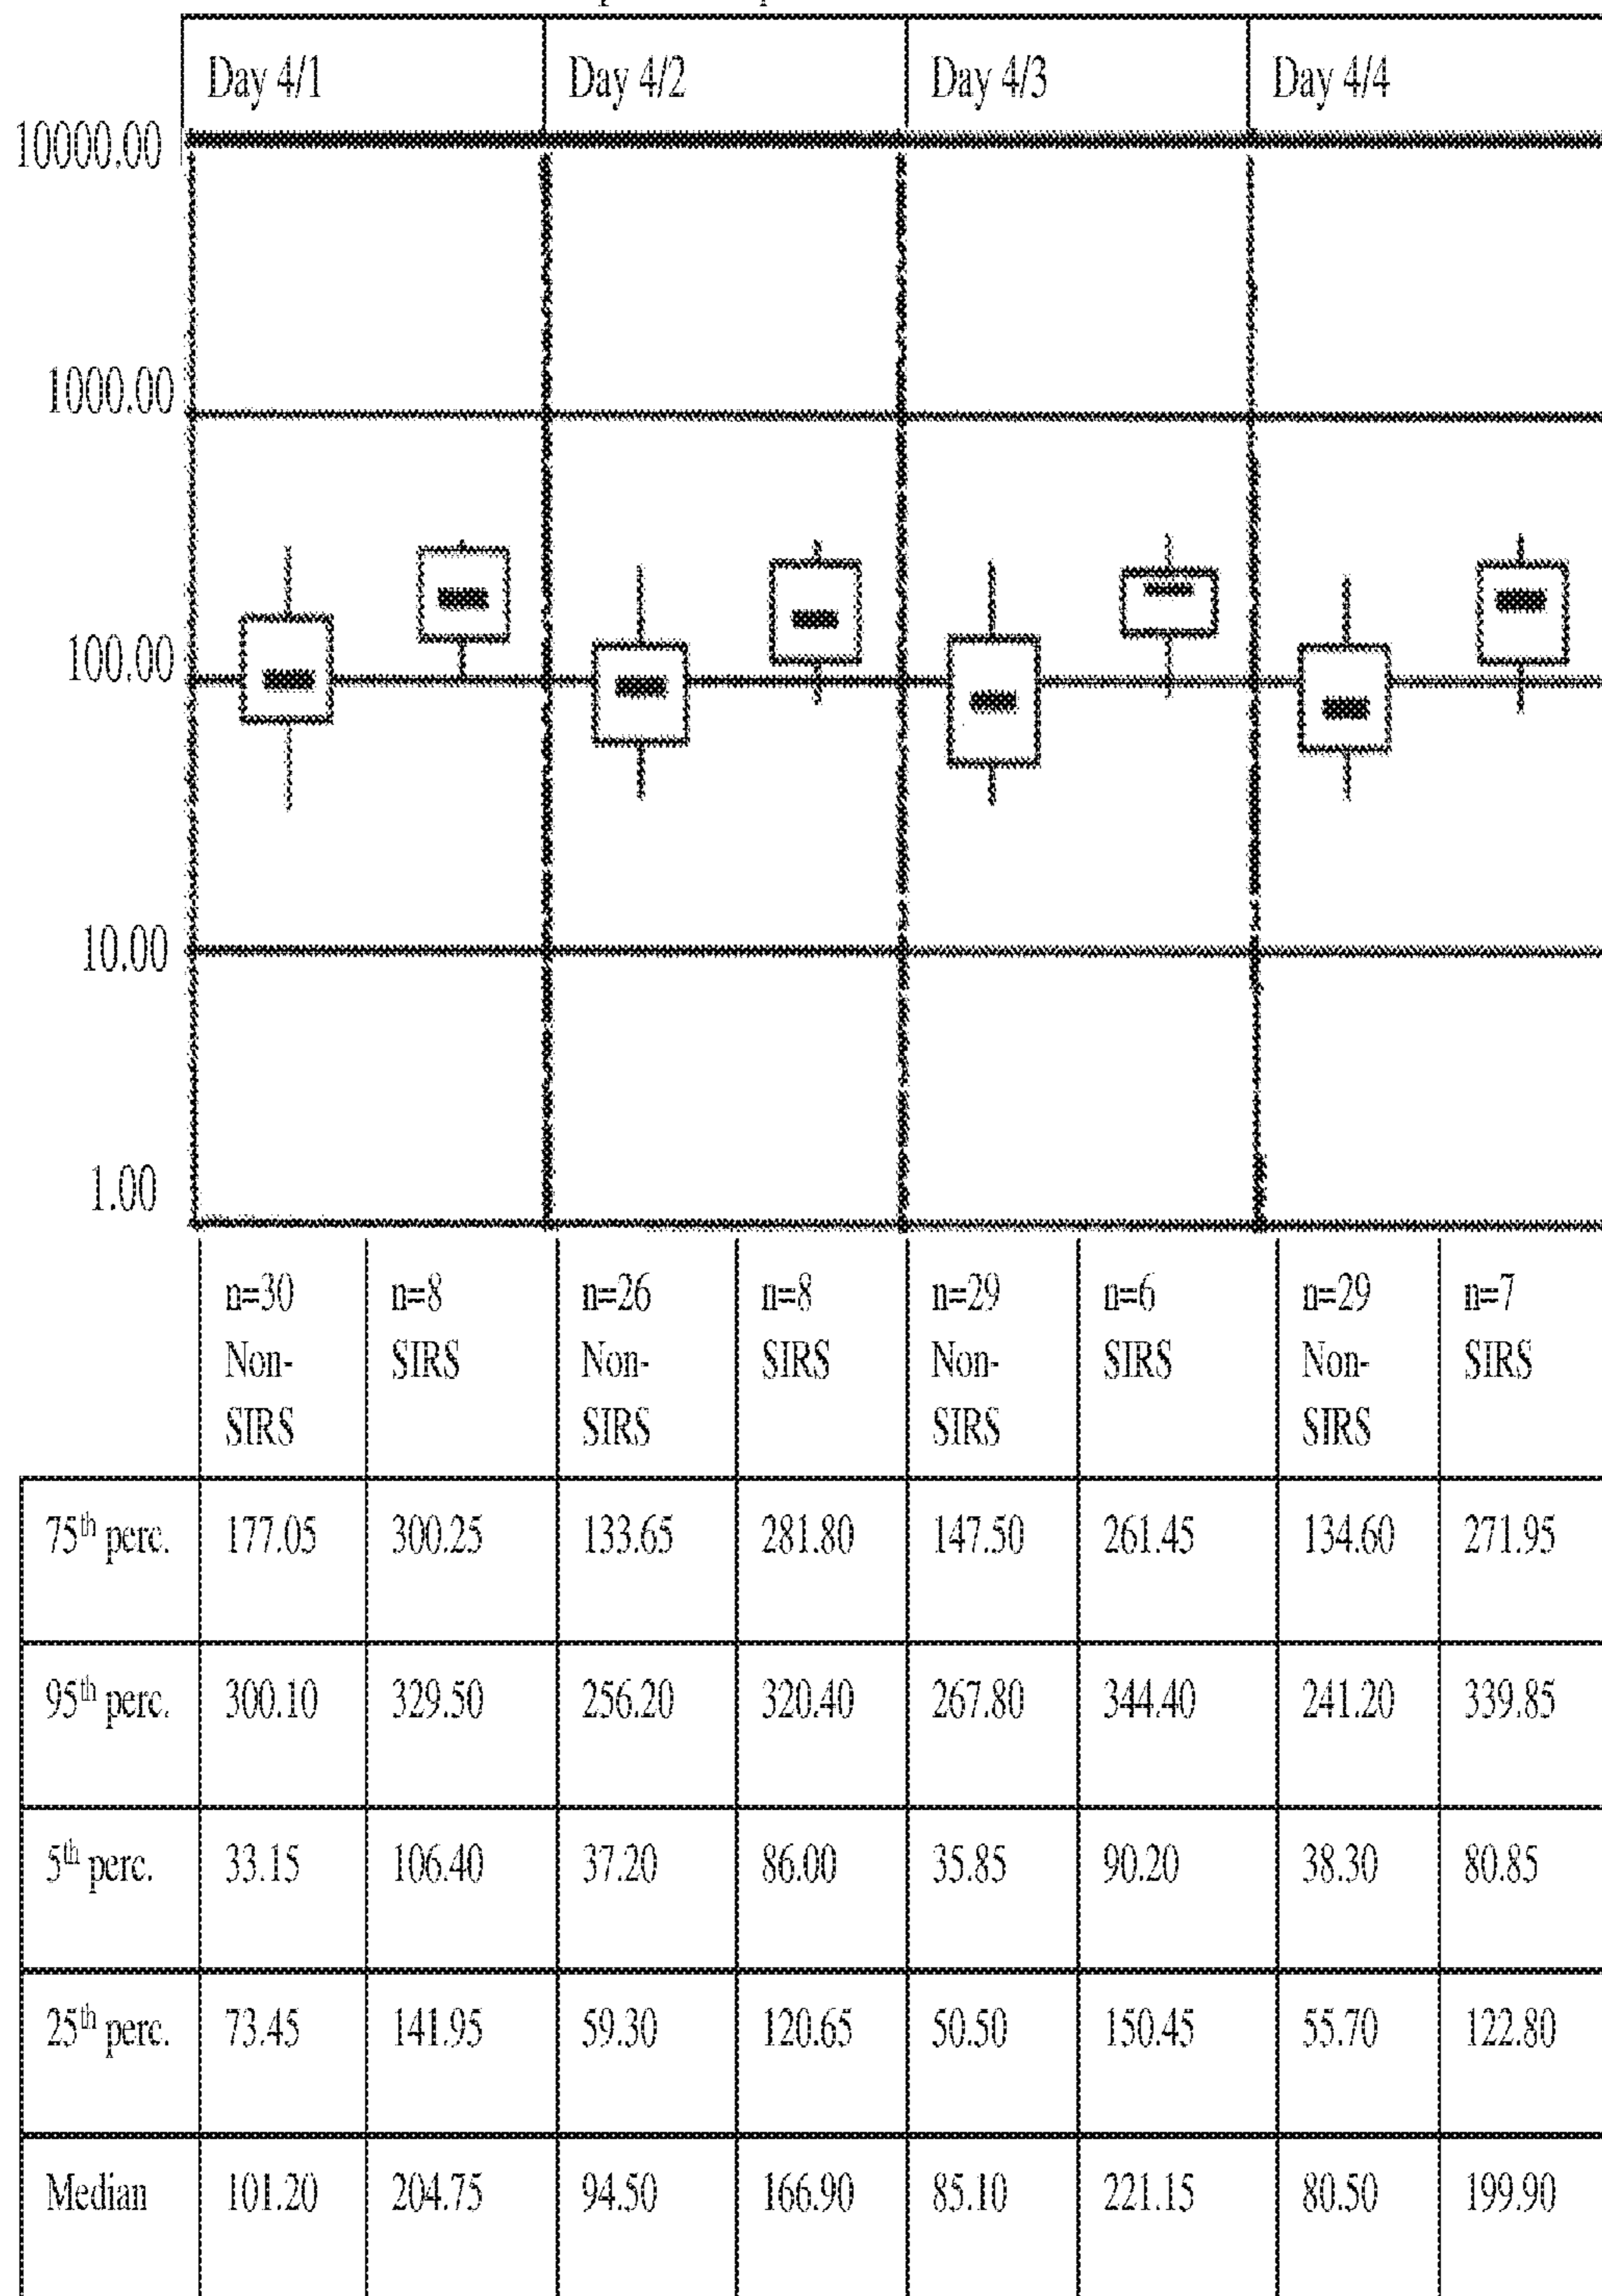 Day 4/1 Day 4/2 Day 4/3 Day 4/4
10000.00
1000.00
100.00
10.00
1.00
n=30 n=8 n=26 n=8 n=29 n=6 n=29 n=7
Non- SIRS Non- SIRS Non- SIRS Non- SIRS
SIRS SIRS SIRS SIRS
75th perc. 177.05 300.25 133.65 281.80 147.50 261.45 134.60 271.95
95th perc. 300.10 329.50 256.20 320.40 267.80 344.40 241.20 339.85
5th perc. 33.15 106.40 37.20 86.00 35.85 90.20 38.30 80.85
25th perc. 73.45 141.95 59.30 120.65 50.50 150.45 55.70 122.80
Median 101.20 204.75 94.50 166.90 85.10 221.15 80.50 199.90